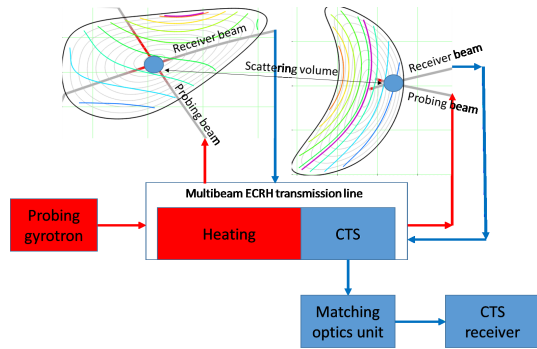 Receiver beam
Scattering volume
Receiver beam
Probing beam
Probing beam
Multibeam ECRH transmission line
Probing
gyrotron
Heating
CTS
Matching
optics unit
CTS
receiver